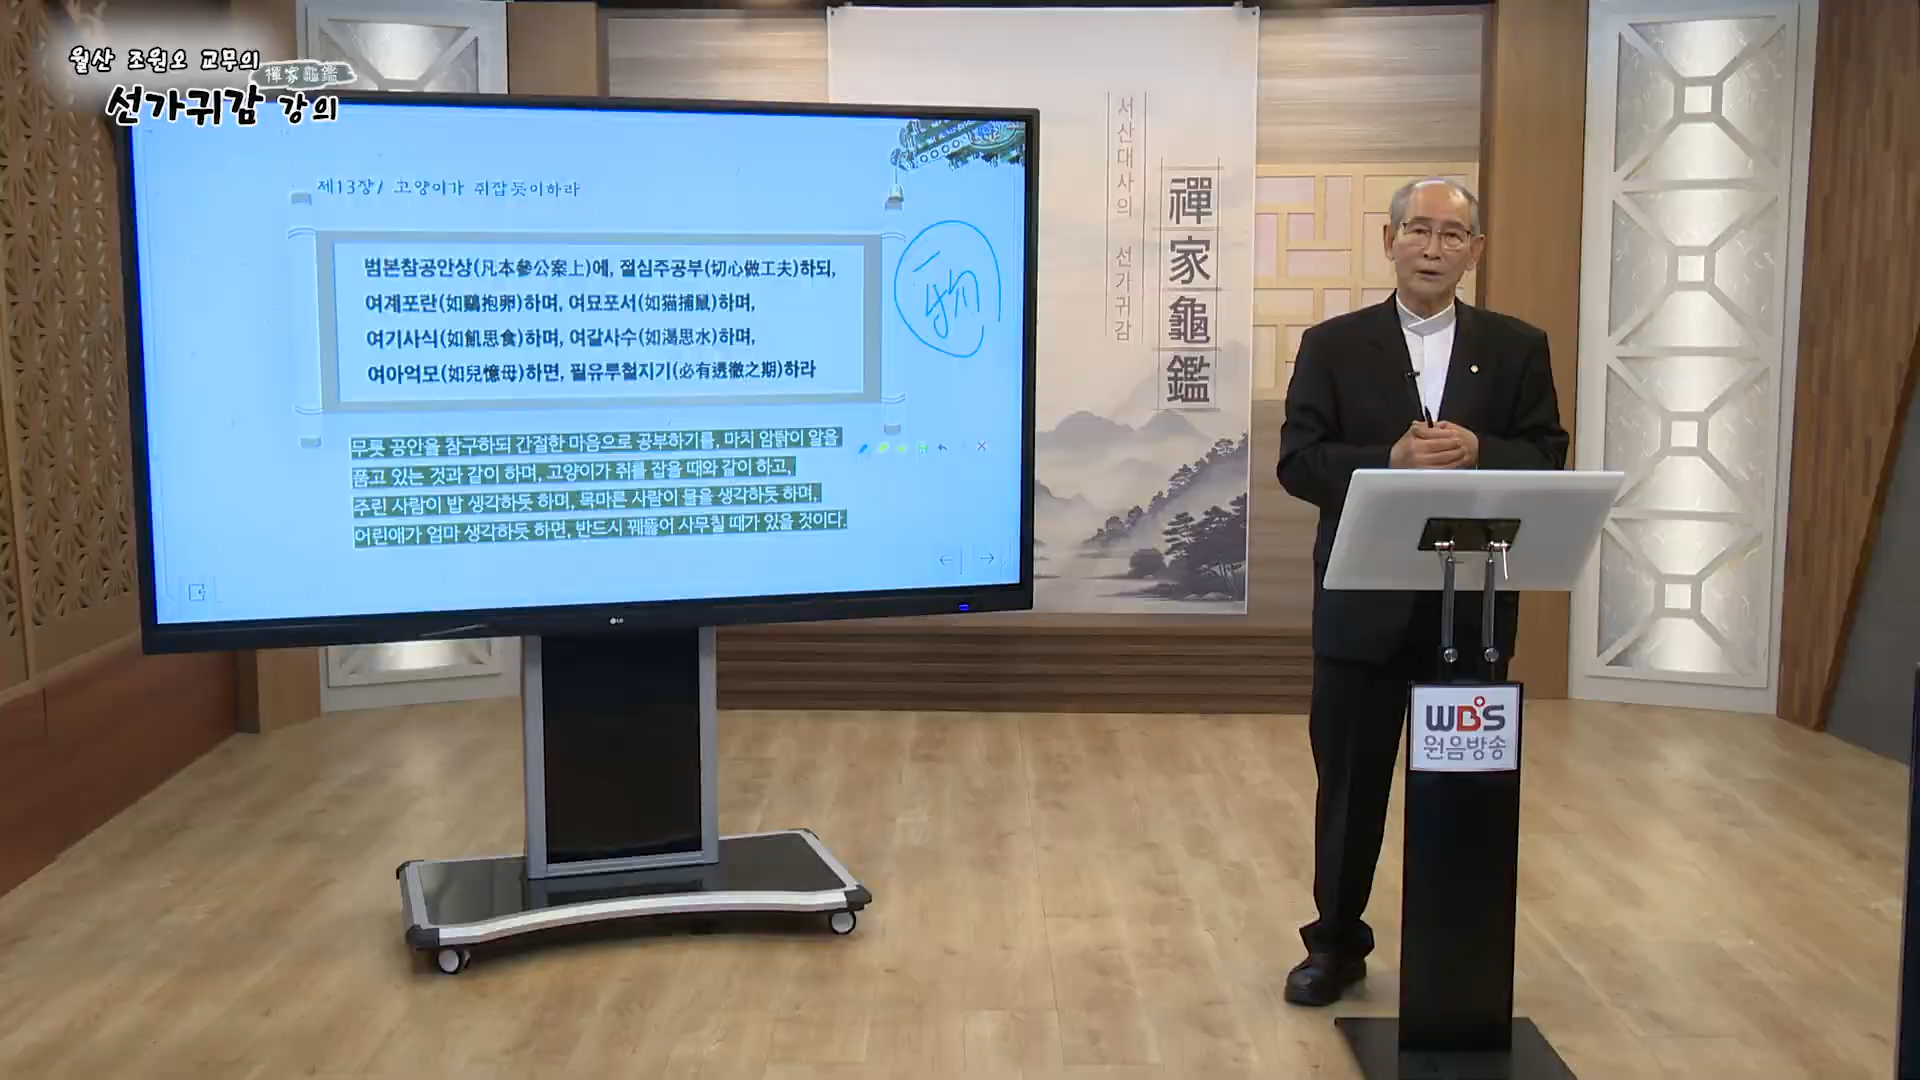 월산 조원오 교무의
선가귀감 강의
禪家龜鑑
제13장/ 고양이가 쥐잡듯이하라
범본참공안상(凡本參公案上)에, 절심주공부(切心做工夫)하되,
여계포란(如鷄抱卵)하며, 여묘포서(如猫捕鼠)하며,
여기사식(如飢思食)하며, 여갈사수(如渴思水)하며,
여아억모(如兒憶母)하면, 필유투철지기(必有透徹之期)하라
무릇 공안을 참구하되 간절한 마음으로 공부하기를, 마치 암탉이 알을
품고 있는 것과 같이 하며, 고양이가 쥐를 잡을 때와 같이 하고,
주린 사람이 밥 생각하듯 하며, 목마른 사람이 물을 생각하듯 하며,
어린애가 엄마 생각하듯 하면, 반드시 꿰뚫어 사무칠 때가 있을 것이다.
LG
서산대사의 선가귀감
禪家龜鑑
WBS
원음방송